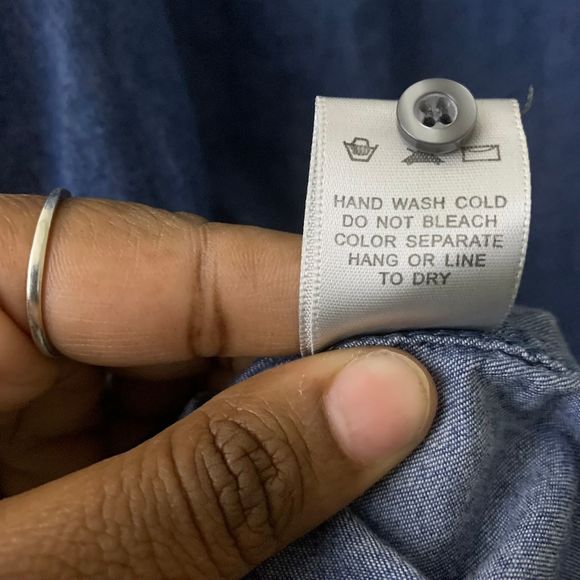 HAND WASH COLD
DO NOT BLEACH
COLOR SEPARATE
HANG OR LINE
TO DRY